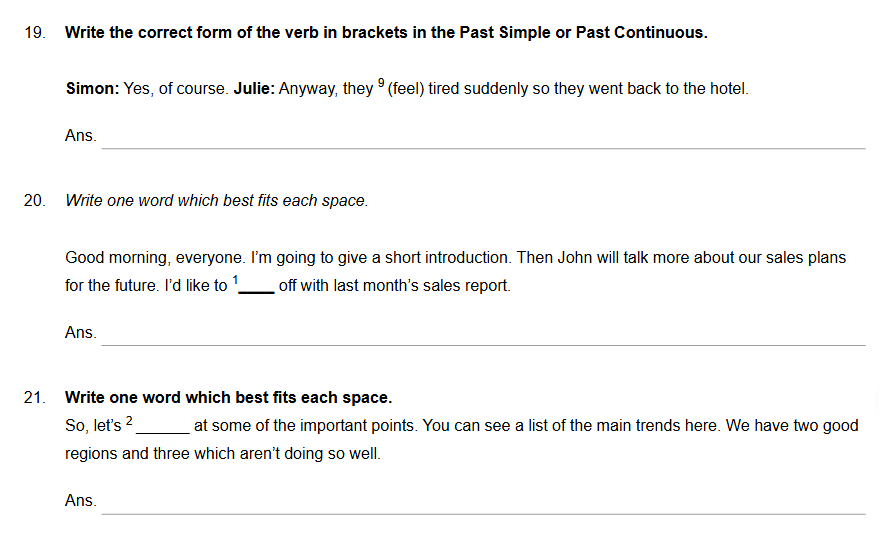 19. Write the correct form of the verb in brackets in the Past Simple or Past Continuous.
Simon: Yes, of course. Julie: Anyway, they ⁹ (feel) tired suddenly so they went back to the hotel.
Ans. ____
20. Write one word which best fits each space.
Good morning, everyone. I’m going to give a short introduction. Then John will talk more about our sales plans
for the future. I’d like to ¹____ off with last month’s sales report.
Ans. ____
21. Write one word which best fits each space.
So, let’s ²______ at some of the important points. You can see a list of the main trends here. We have two good
regions and three which aren’t doing so well.
Ans. ____